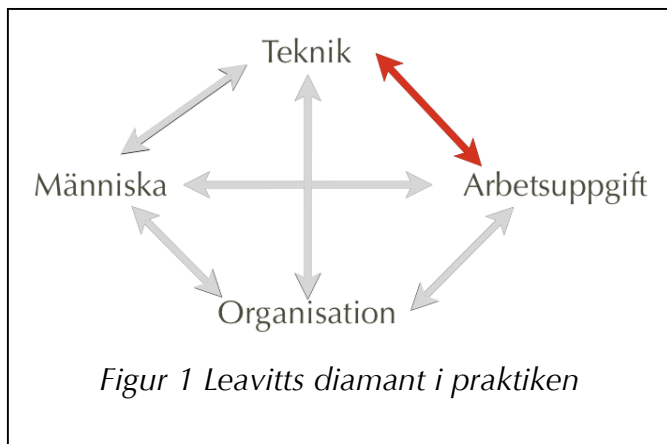 Teknik
Människa
Arbetsuppgift
Organisation
Figur 1 Leavitts diamant i praktiken